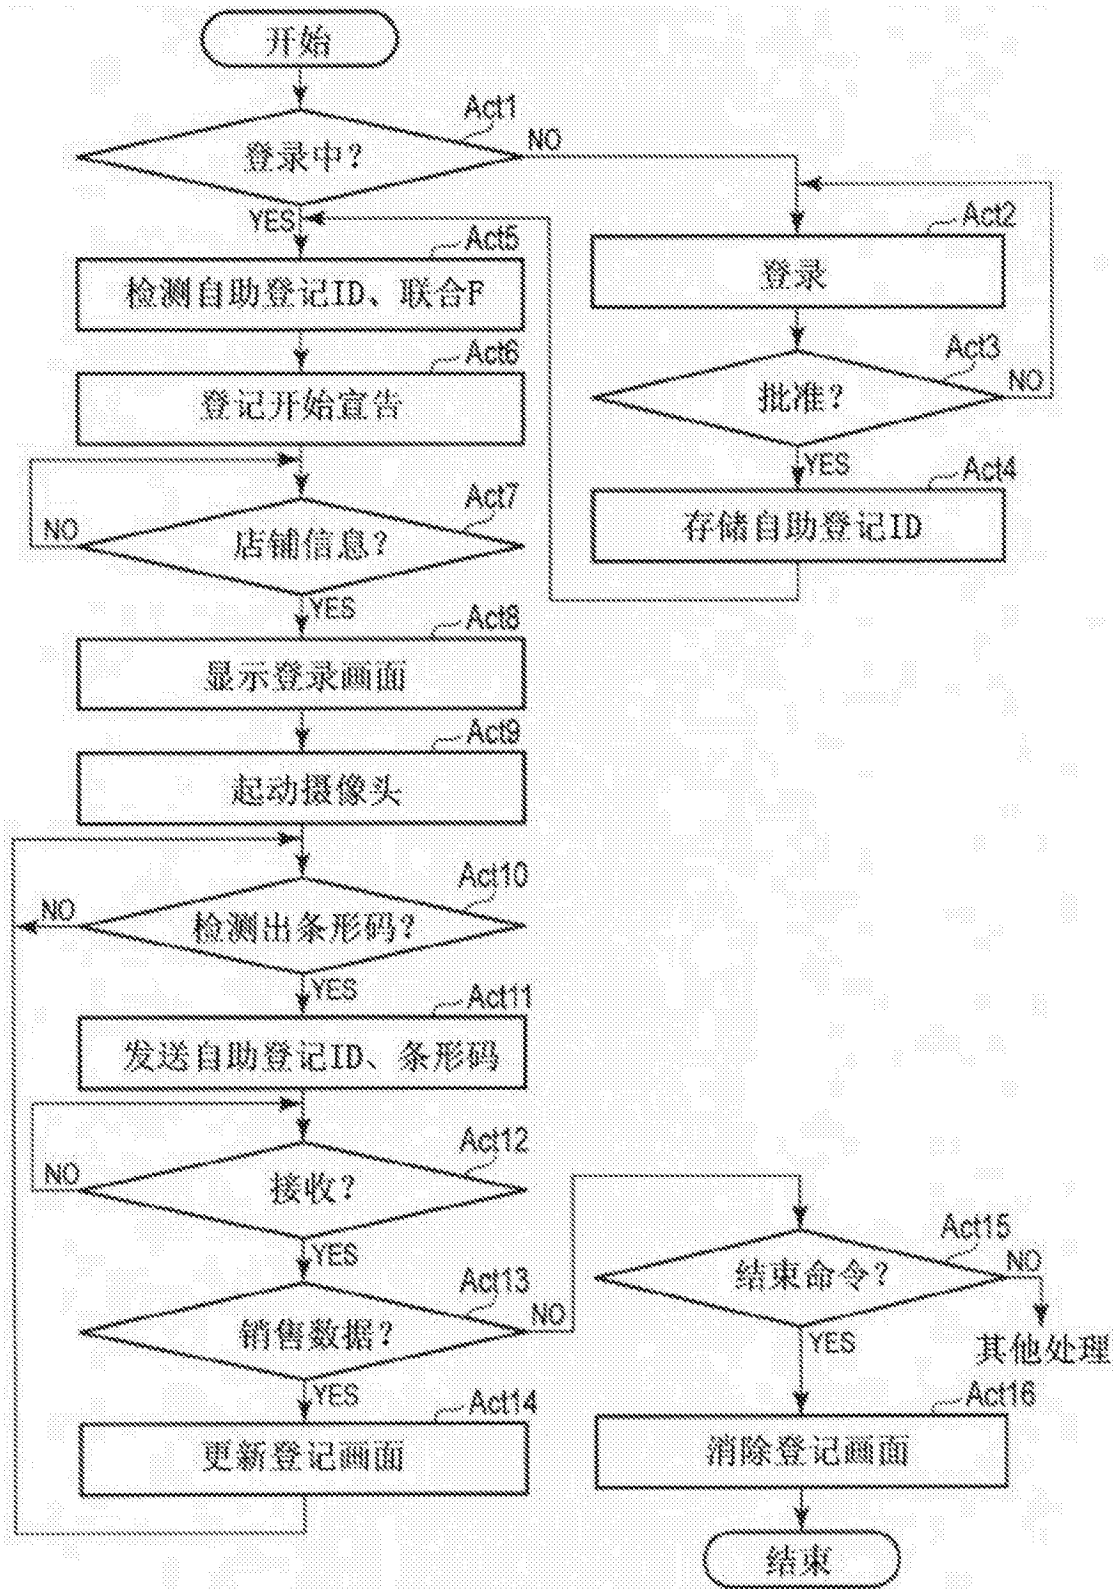 开始
Act1
登录中?
NO
YES
Act2
登录
Act3
批准?
NO
YES
Act4
存储自助登记ID
Act5
检测自助登记ID、联合F
Act6
登记开始宣告
Act7
店铺信息?
NO
YES
Act8
显示登录画面
Act9
起动摄像头
Act10
检测出条形码?
NO
YES
Act11
发送自助登记ID、条形码
Act12
接收?
NO
YES
Act13
销售数据?
NO
YES
Act14
更新登记画面
Act15
结束命令?
NO
其他处理
YES
Act16
消除登记画面
结束